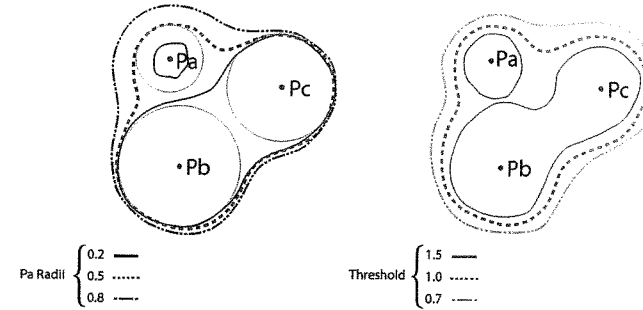 Pa
Pc
Pb
Pa
Pc
Pb
Pa Radii { 0.2
0.5
0.8
Threshold { 1.5
1.0
0.7